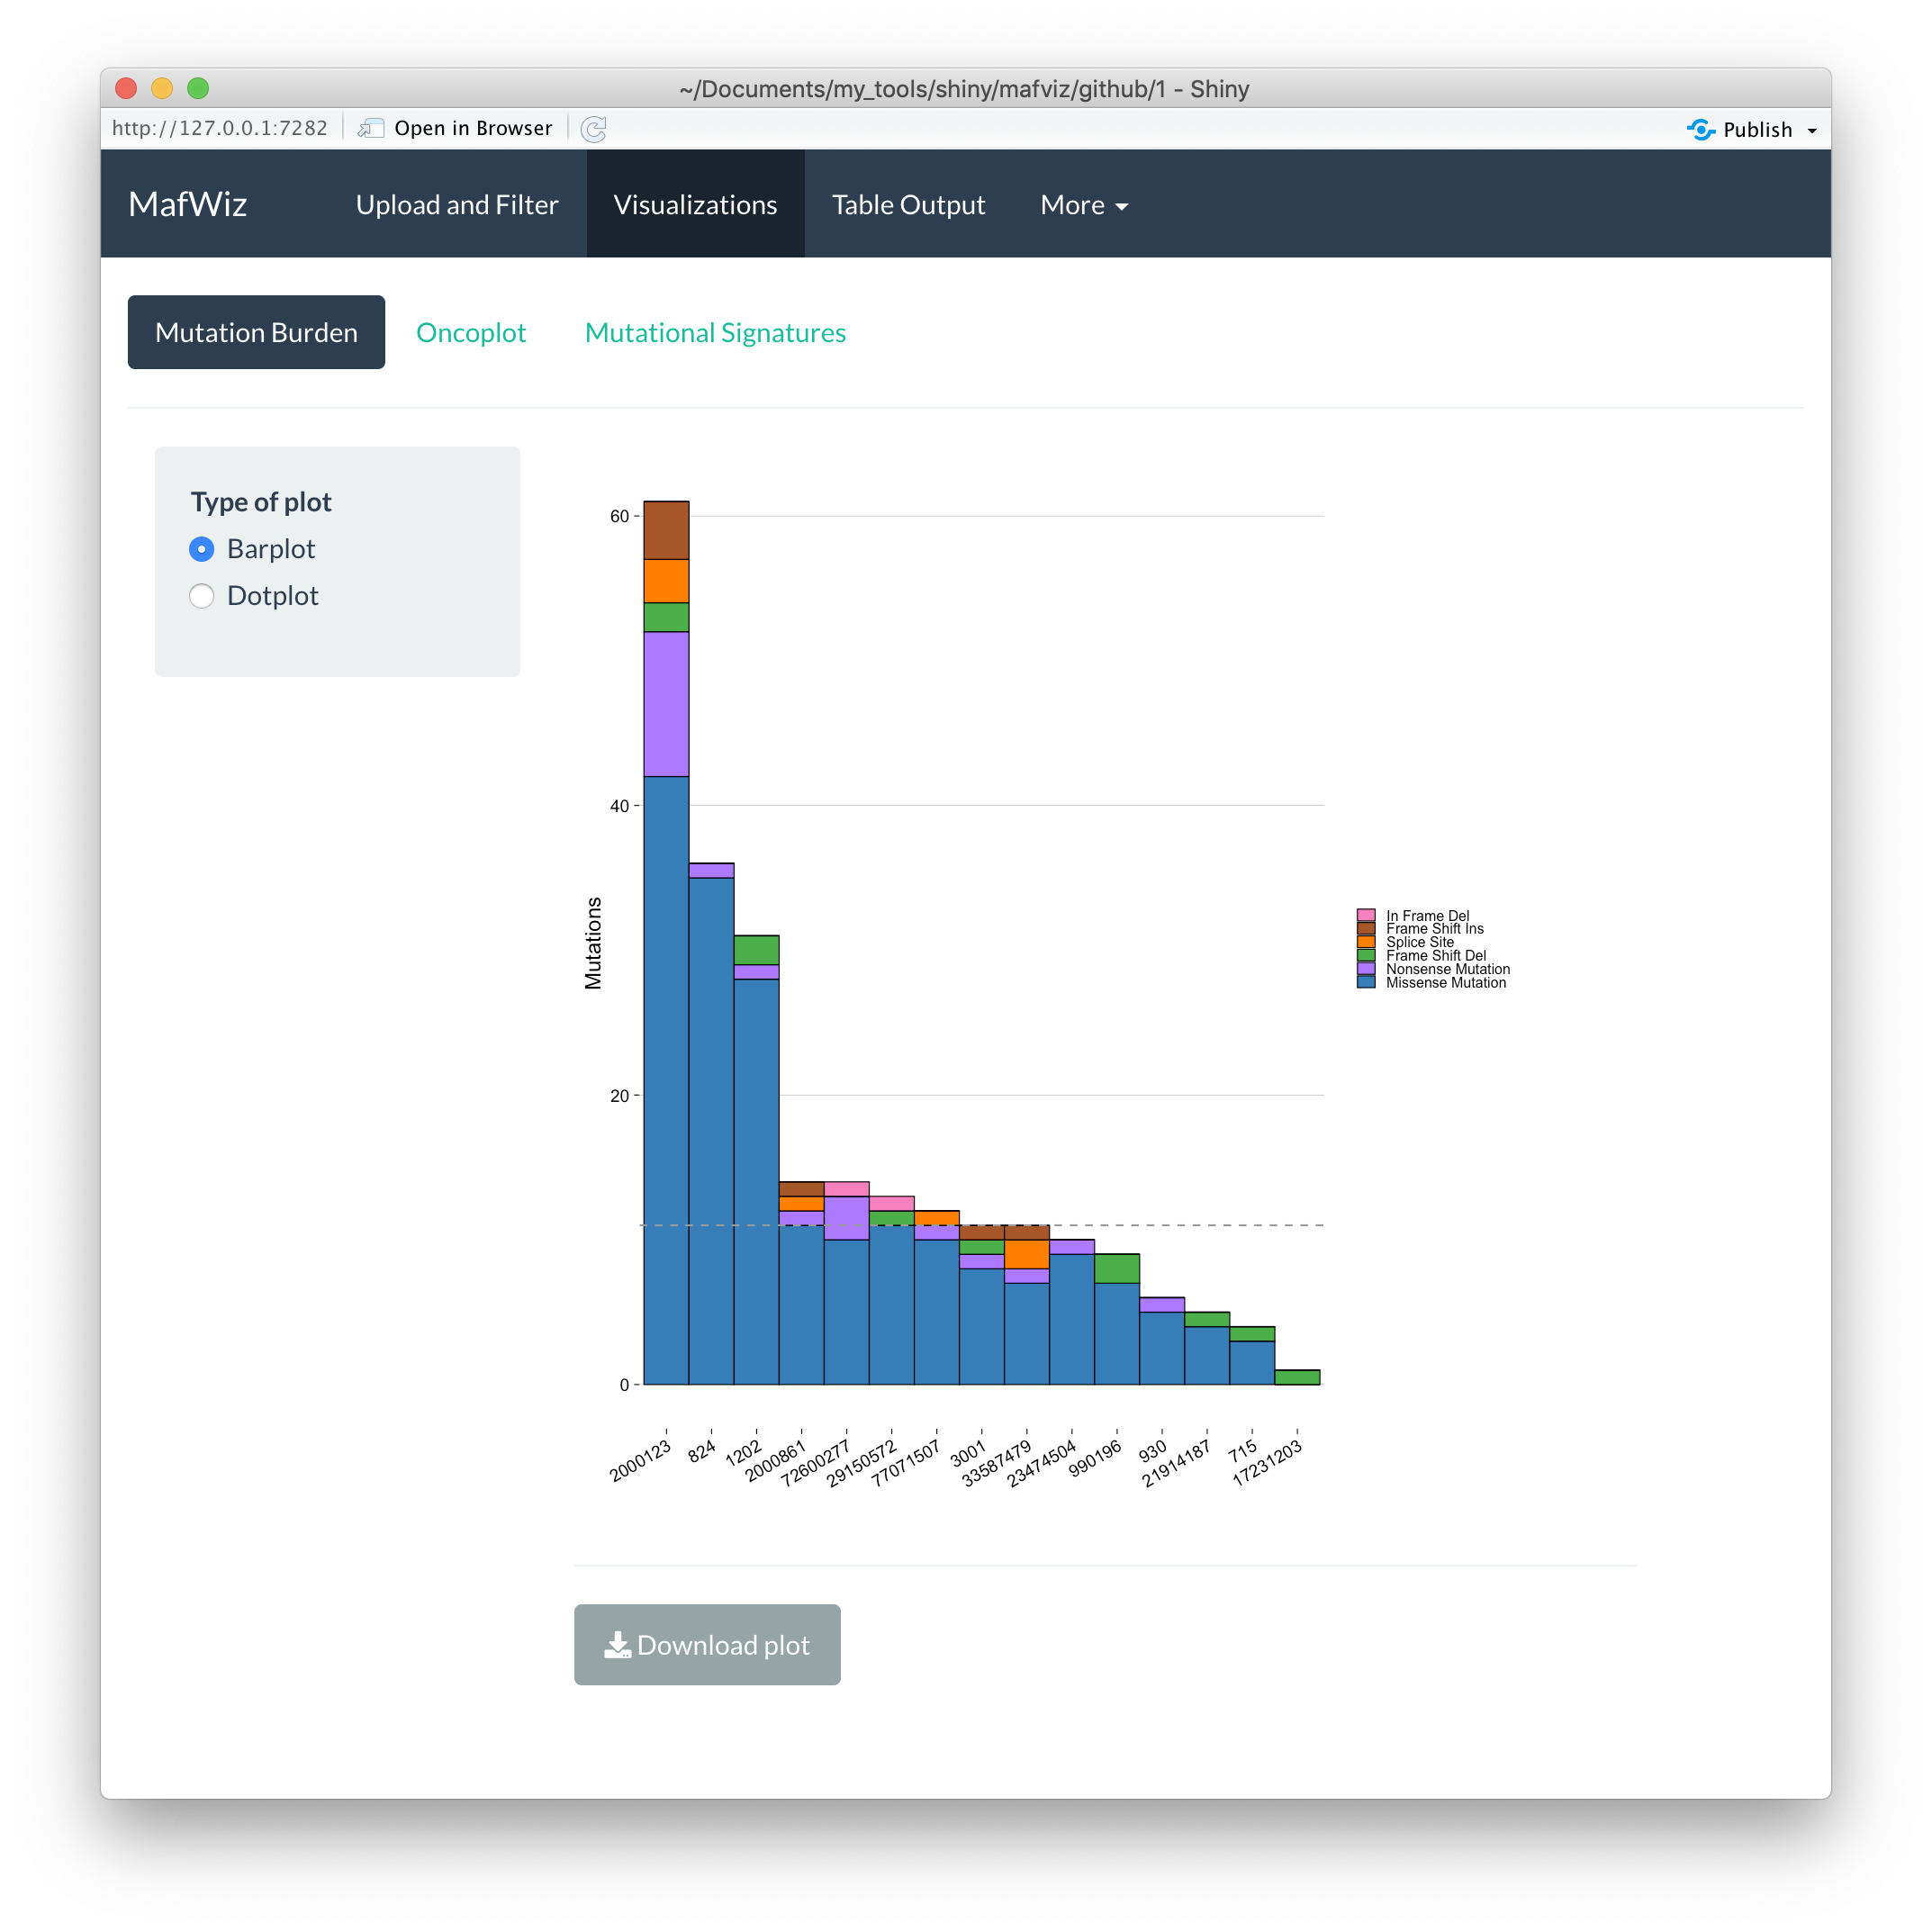 ~/Documents/my_tools/shiny/mafviz/github/1 - Shiny
http://127.0.0.1:7282 Open in Browser Publish
MafWiz Upload and Filter Visualizations Table Output More
Mutation Burden Oncoplot Mutational Signatures
Type of plot
Barplot
Dotplot
Mutations
60
40
20
0
2000123 824 1202 2000861 72600277 29150572 77071507 3001 33587479 23474504 990196 930 21914187 715 17231203
In Frame Del
Frame Shift Ins
Splice Site
Frame Shift Del
Nonsense Mutation
Missense Mutation
Download plot